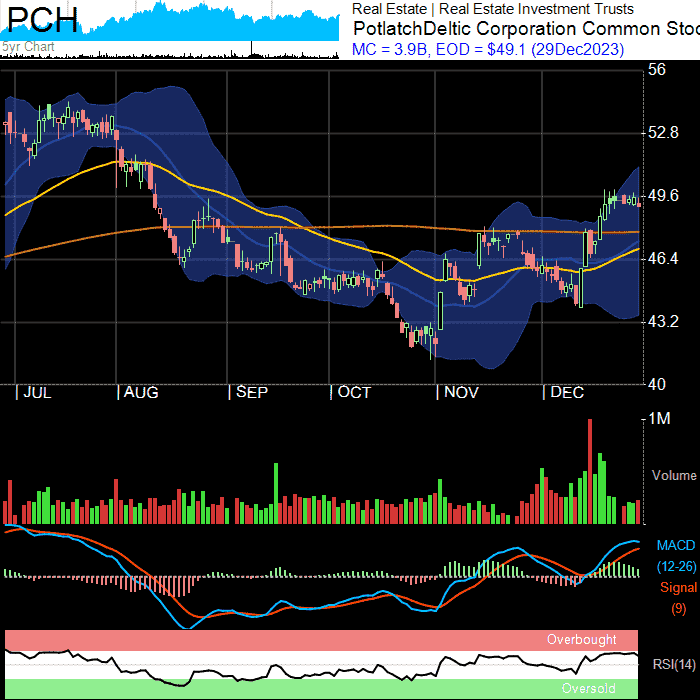 PCH
5yr Chart
Real Estate | Real Estate Investment Trusts
PotlatchDeltic Corporation Common Stoc
MC = 3.9B, EOD = $49.1 (29Dec2023)
56
52.8
49.6
46.4
43.2
40
| JUL | AUG | SEP | OCT | NOV | DEC
1M
Volume
MACD
(12-26)
Signal
(9)
Overbought
RSI(14)
Oversold